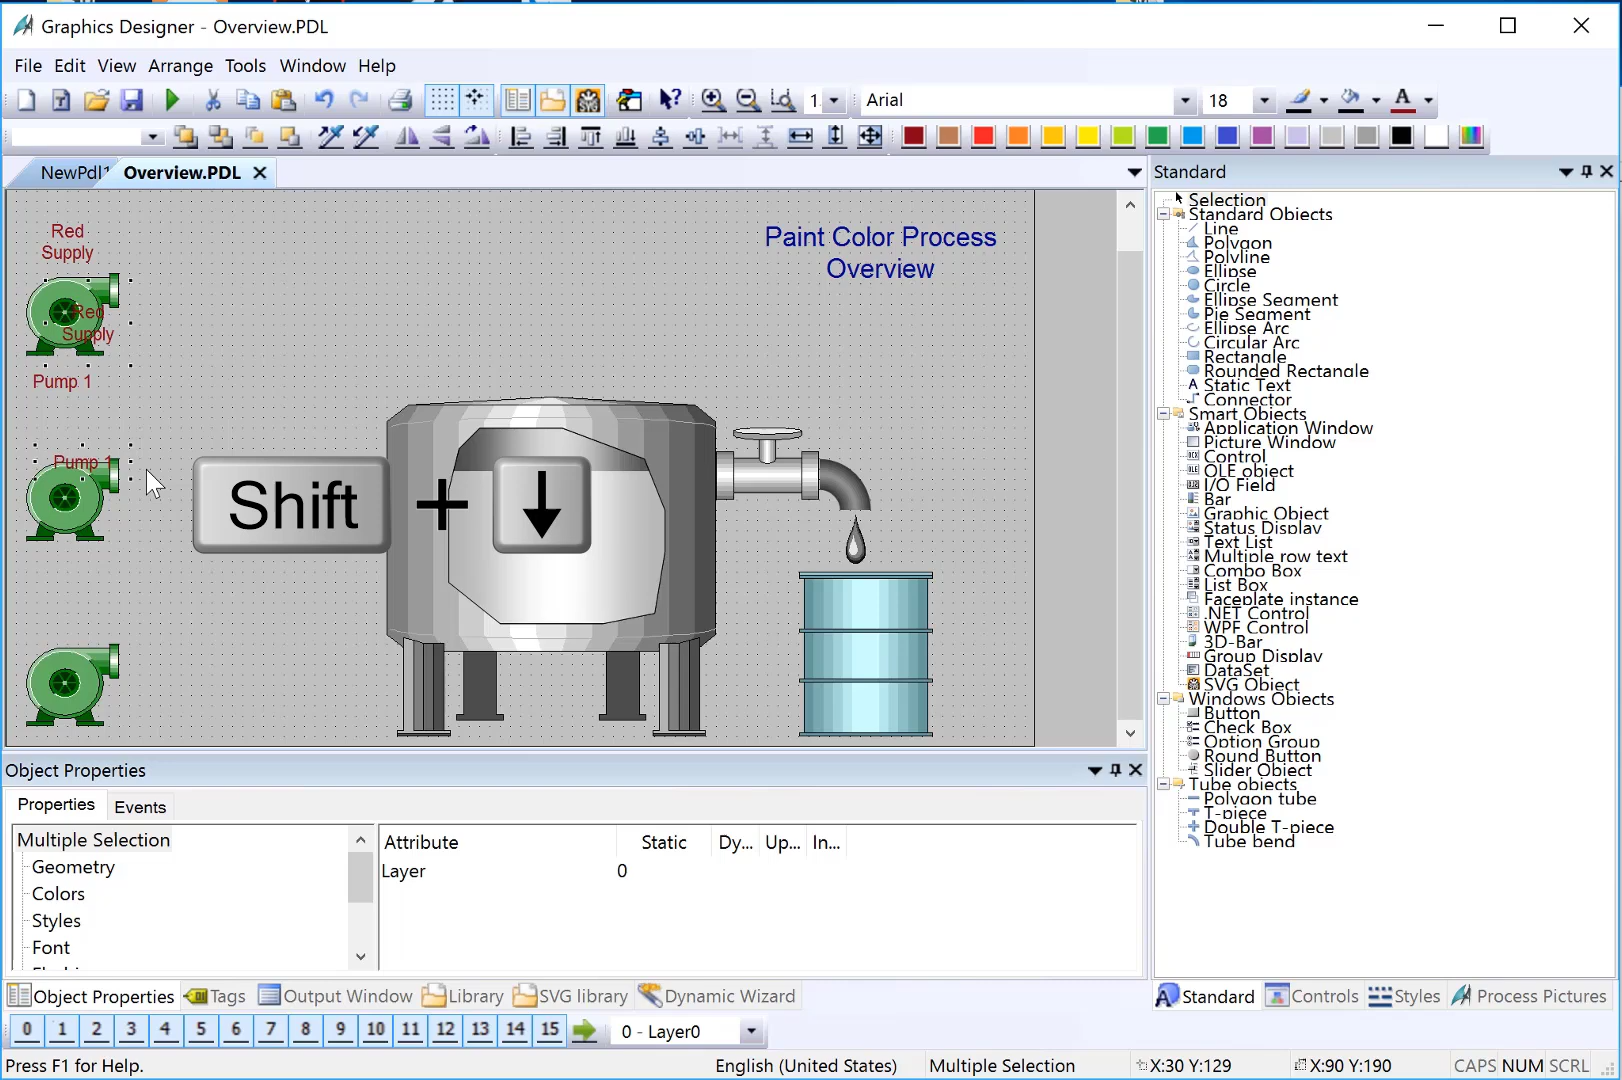 Graphics Designer - Overview.PDL
File Edit View Arrange Tools Window Help
1
Arial
18
A
NewPdl1
Overview.PDL
Standard
Red
Supply
Paint Color Process
Overview
Red
Supply
Pump 1
Pump 1
Shift + ↓
Selection
Standard Objects
Line
Polygon
Polyline
Ellipse
Circle
Ellipse Segment
Pie Segment
Ellipse Arc
Circular Arc
Rectangle
Rounded Rectangle
Static Text
Connector
Smart Objects
Application Window
Picture Window
Control
OLE object
I/O Field
Bar
Graphic Object
Status Display
Text List
Multiple row text
Combo Box
List Box
Faceplate instance
.NET Control
WPF Control
3D-Bar
Group Display
DataSet
SVG Object
Windows Objects
Button
Check Box
Option Group
Round Button
Slider Object
Tube objects
Polygon tube
T-piece
Double T-piece
Tube bend
Object Properties
Properties Events
Multiple Selection
Geometry
Colors
Styles
Font
Attribute Static Dy... Up... In...
Layer 0
Object Properties Tags Output Window Library SVG library Dynamic Wizard
Standard Controls Styles Process Pictures
0 1 2 3 4 5 6 7 8 9 10 11 12 13 14 15
0 - Layer0
Press F1 for Help.
English (United States)
Multiple Selection
X:30 Y:129
X:90 Y:190
CAPS NUM SCRL